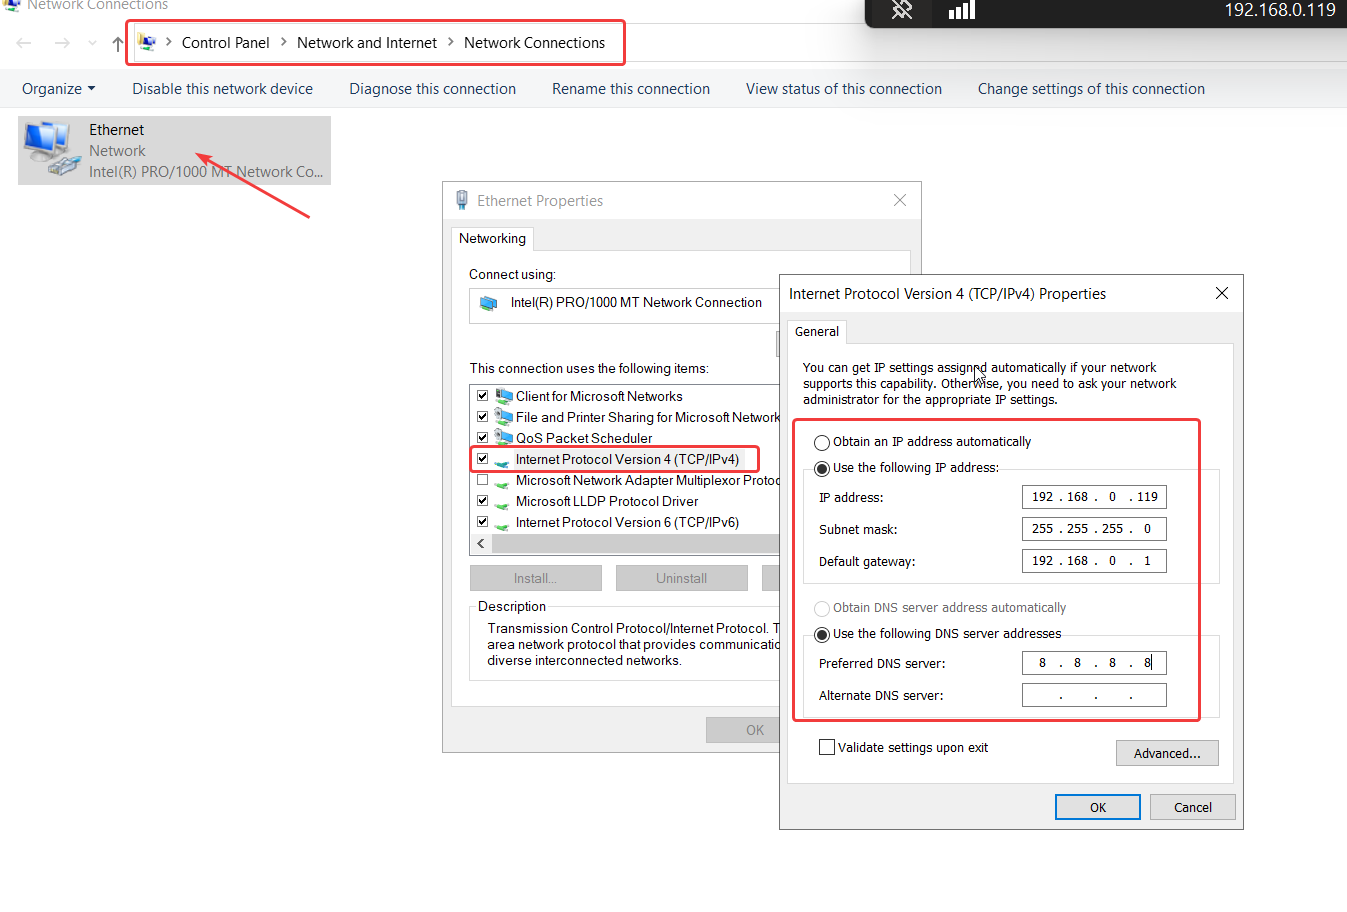 Network Connections
192.168.0.119
Control Panel > Network and Internet > Network Connections
Organize
Disable this network device
Diagnose this connection
Rename this connection
View status of this connection
Change settings of this connection
Ethernet
Network
Intel(R) PRO/1000 MT Network Co...
Ethernet Properties
Networking
Connect using:
Intel(R) PRO/1000 MT Network Connection
This connection uses the following items:
Client for Microsoft Networks
File and Printer Sharing for Microsoft Network
QoS Packet Scheduler
Internet Protocol Version 4 (TCP/IPv4)
Microsoft Network Adapter Multiplexor Protoc
Microsoft LLDP Protocol Driver
Internet Protocol Version 6 (TCP/IPv6)
Install...
Uninstall
Description
Transmission Control Protocol/Internet Protocol. T
area network protocol that provides communicatic
diverse interconnected networks.
OK
Internet Protocol Version 4 (TCP/IPv4) Properties
General
You can get IP settings assigned automatically if your network
supports this capability. Otherwise, you need to ask your network
administrator for the appropriate IP settings.
Obtain an IP address automatically
Use the following IP address:
IP address:
192 . 168 . 0 . 119
Subnet mask:
255 . 255 . 255 . 0
Default gateway:
192 . 168 . 0 . 1
Obtain DNS server address automatically
Use the following DNS server addresses
Preferred DNS server:
8 . 8 . 8 . 8
Alternate DNS server:
. . .
Validate settings upon exit
Advanced...
OK
Cancel